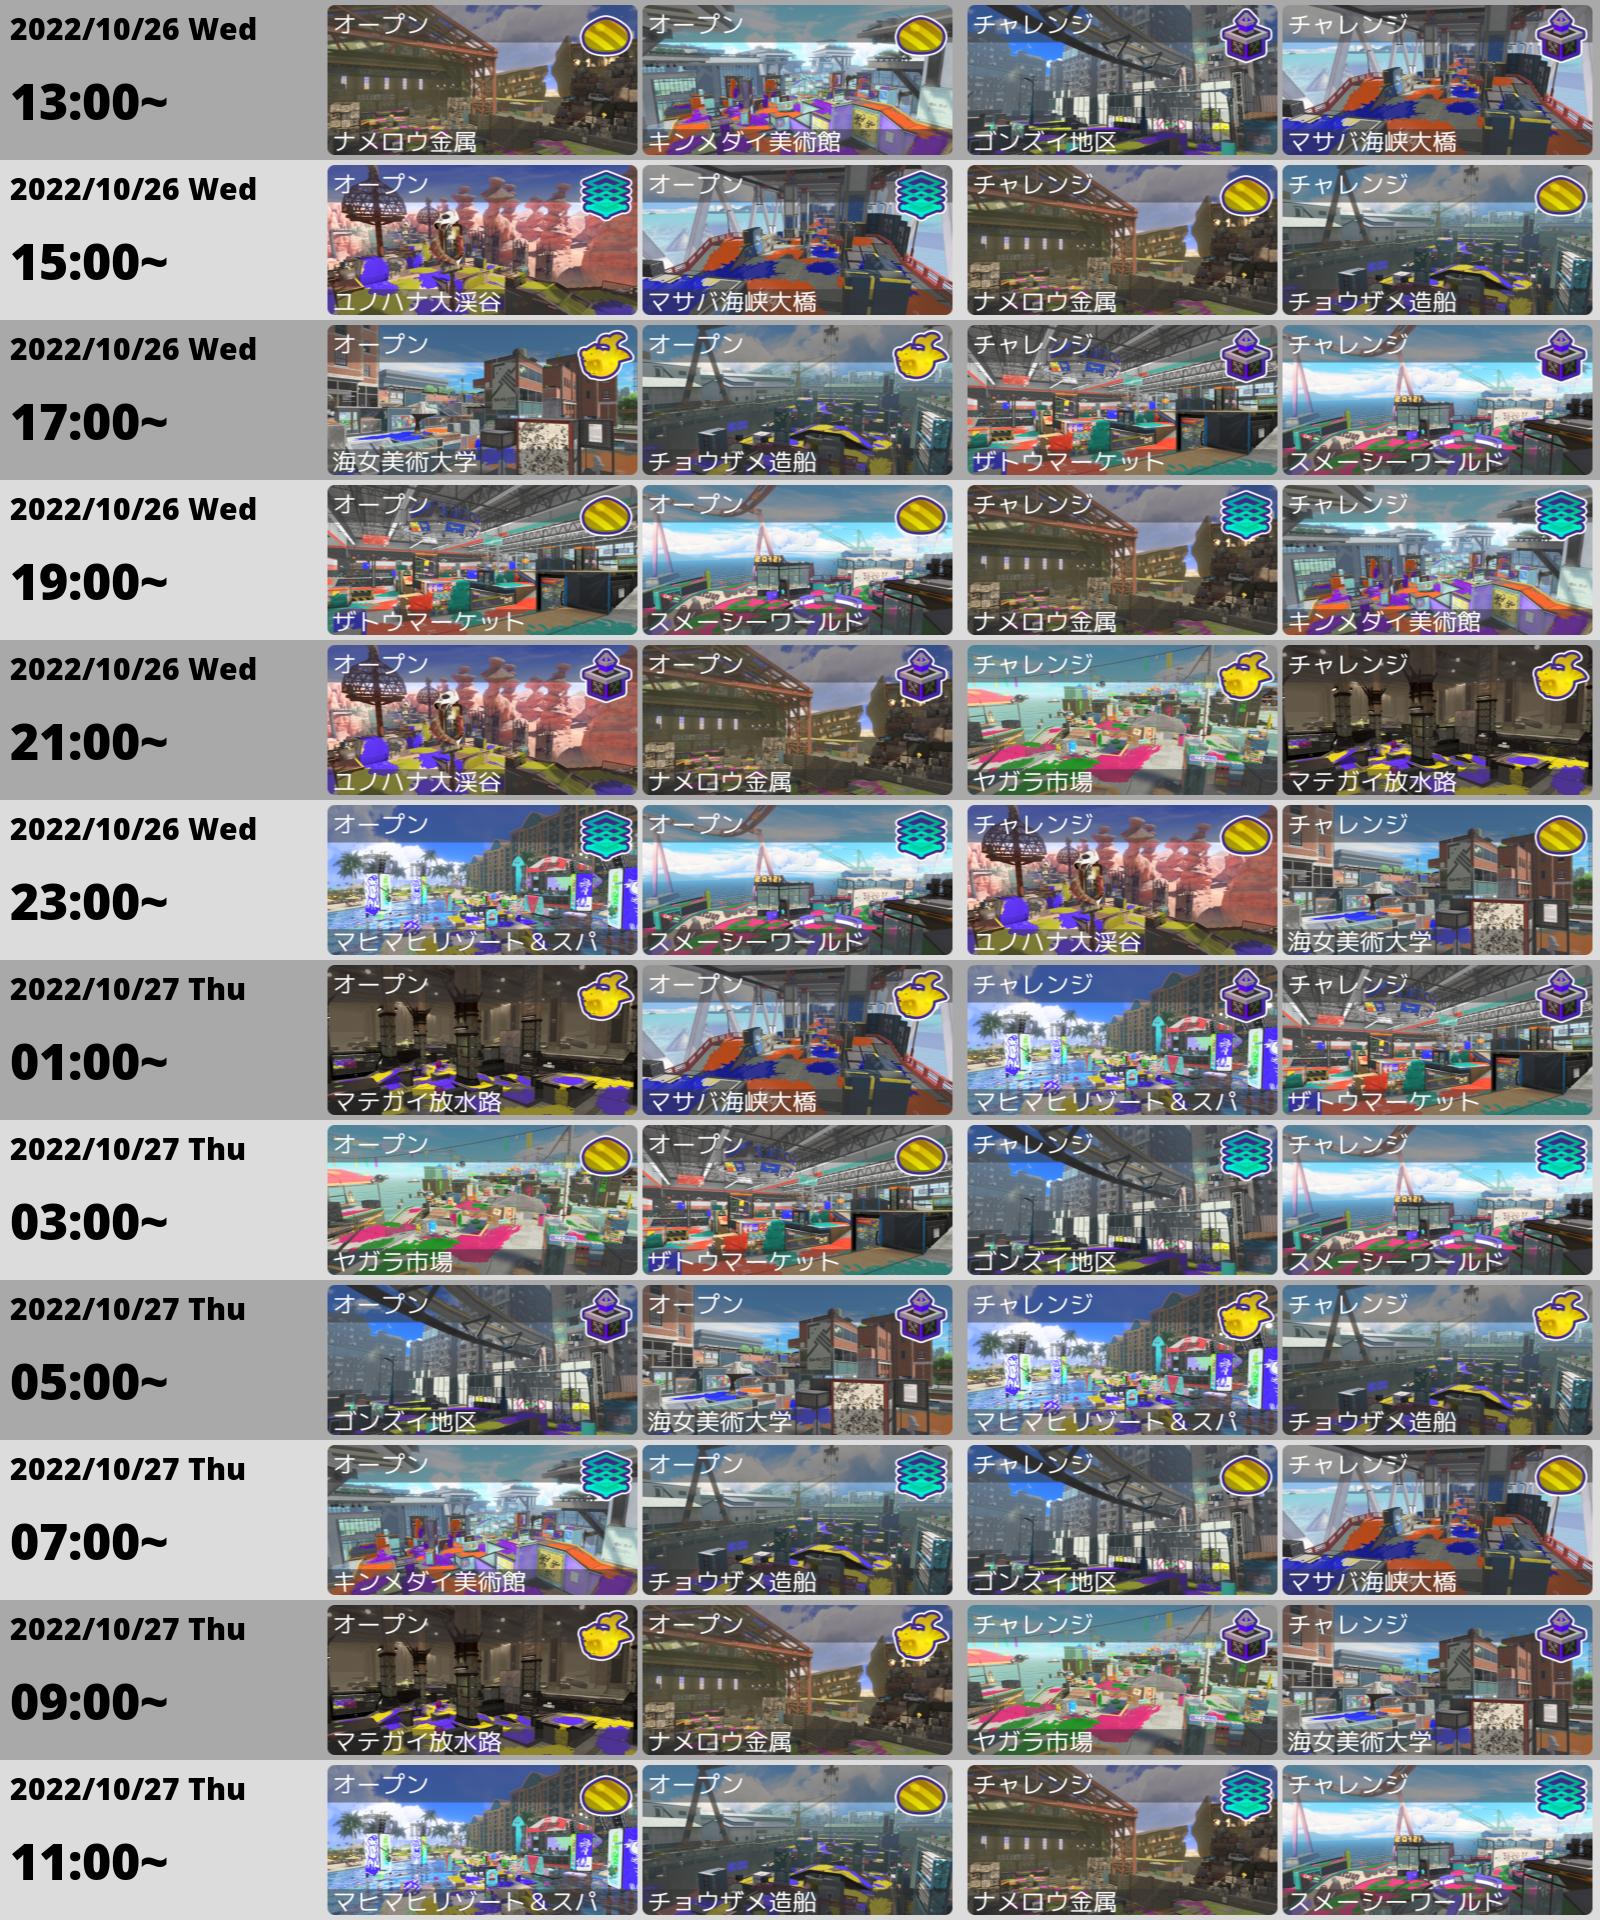 2022/10/26 Wed
13:00~
オープン
ナメロウ金属
オープン
キンメダイ美術館
チャレンジ
ゴンズイ地区
チャレンジ
マサバ海峡大橋
2022/10/26 Wed
15:00~
オープン
ユノハナ大渓谷
オープン
マサバ海峡大橋
チャレンジ
ナメロウ金属
チャレンジ
チョウザメ造船
2022/10/26 Wed
17:00~
オープン
海女美術大学
オープン
チョウザメ造船
チャレンジ
ザトウマーケット
チャレンジ
スメーシーワールド
2022/10/26 Wed
19:00~
オープン
ザトウマーケット
オープン
スメーシーワールド
チャレンジ
ナメロウ金属
チャレンジ
キンメダイ美術館
2022/10/26 Wed
21:00~
オープン
ユノハナ大渓谷
オープン
ナメロウ金属
チャレンジ
ヤガラ市場
チャレンジ
マテガイ放水路
2022/10/26 Wed
23:00~
オープン
マヒマヒリゾート＆スパ
オープン
スメーシーワールド
チャレンジ
ユノハナ大渓谷
チャレンジ
海女美術大学
2022/10/27 Thu
01:00~
オープン
マテガイ放水路
オープン
マサバ海峡大橋
チャレンジ
マヒマヒリゾート＆スパ
チャレンジ
ザトウマーケット
2022/10/27 Thu
03:00~
オープン
ヤガラ市場
オープン
ザトウマーケット
チャレンジ
ゴンズイ地区
チャレンジ
スメーシーワールド
2022/10/27 Thu
05:00~
オープン
ゴンズイ地区
オープン
海女美術大学
チャレンジ
マヒマヒリゾート＆スパ
チャレンジ
チョウザメ造船
2022/10/27 Thu
07:00~
オープン
キンメダイ美術館
オープン
チョウザメ造船
チャレンジ
ゴンズイ地区
チャレンジ
マサバ海峡大橋
2022/10/27 Thu
09:00~
オープン
マテガイ放水路
オープン
ナメロウ金属
チャレンジ
ヤガラ市場
チャレンジ
海女美術大学
2022/10/27 Thu
11:00~
オープン
マヒマヒリゾート＆スパ
オープン
チョウザメ造船
チャレンジ
ナメロウ金属
チャレンジ
スメーシーワールド